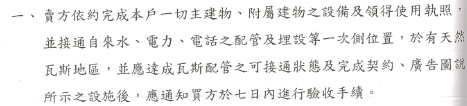 一、賣方依約完成本戶一切主建物、附屬建物之設備及領得使用執照，
並接通自來水、電力、電話之配管及埋設等一次側位置，於有天然
瓦斯地區，並應達成瓦斯配管之可接通狀態及完成契約、廣告圖說
所示之設施後，應通知買方於七日內進行驗收手續。